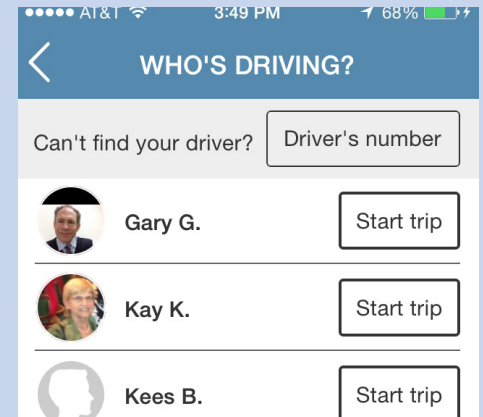 AT&T 3:49 PM 68%
WHO'S DRIVING?
Can't find your driver? Driver's number
Gary G. Start trip
Kay K. Start trip
Kees B. Start trip